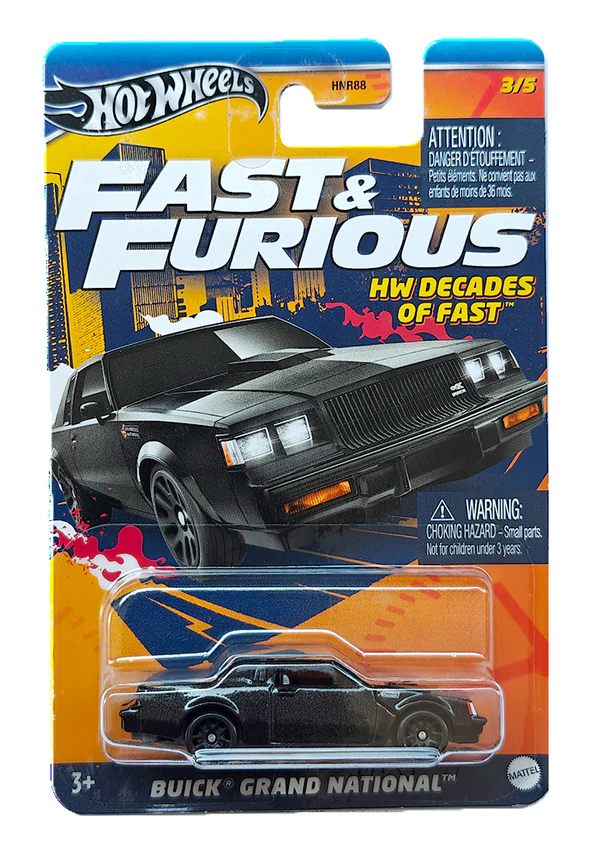 HOT WHEELS
HNR88
3/5
ATTENTION :
DANGER D'ÉTOUFFEMENT –
Petits éléments. Ne convient pas aux
enfants de moins de 36 mois.
FAST &
FURIOUS
HW DECADES
OF FAST™
WARNING:
CHOKING HAZARD – Small parts.
Not for children under 3 years.
3+
BUICK® GRAND NATIONAL™
MATTEL